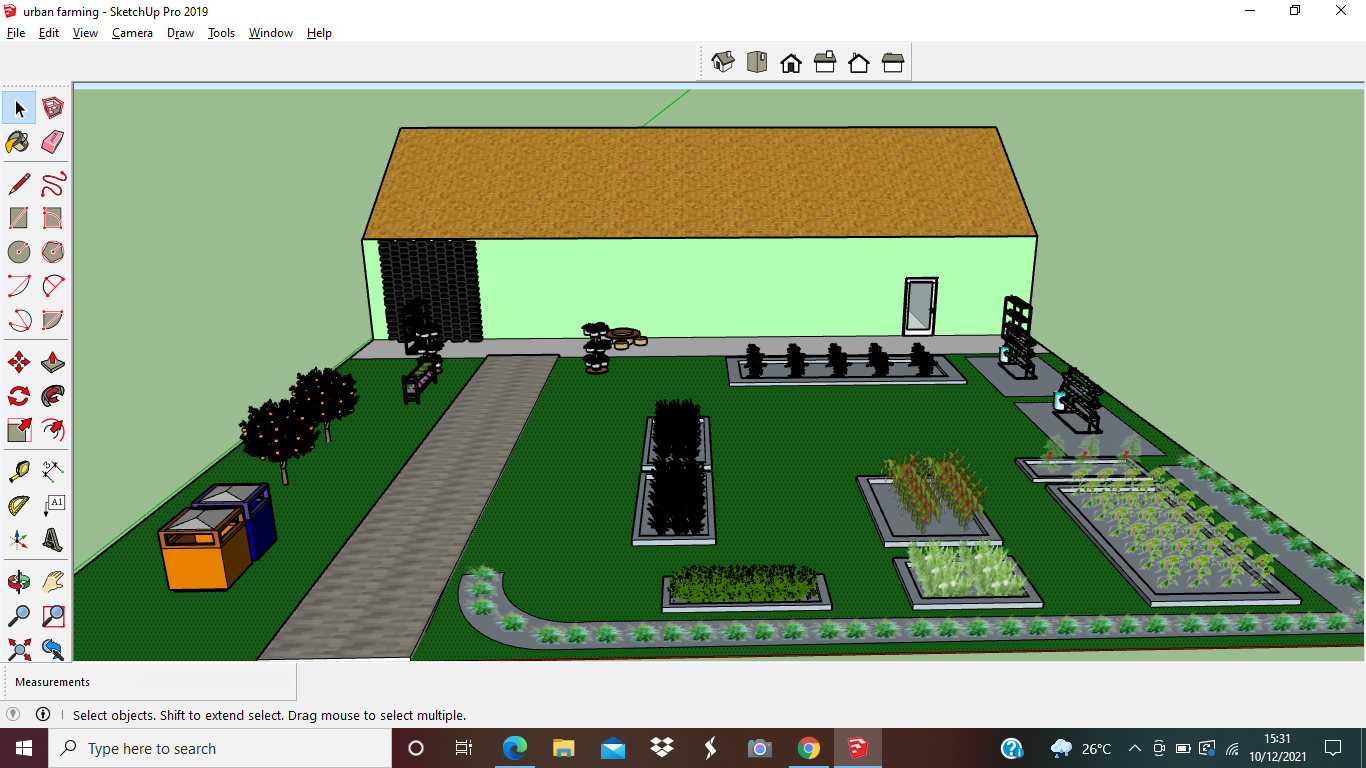 urban farming - SketchUp Pro 2019
File Edit View Camera Draw Tools Window Help
A1
Measurements
Select objects. Shift to extend select. Drag mouse to select multiple.
Type here to search
26°C
15:31
10/12/2021